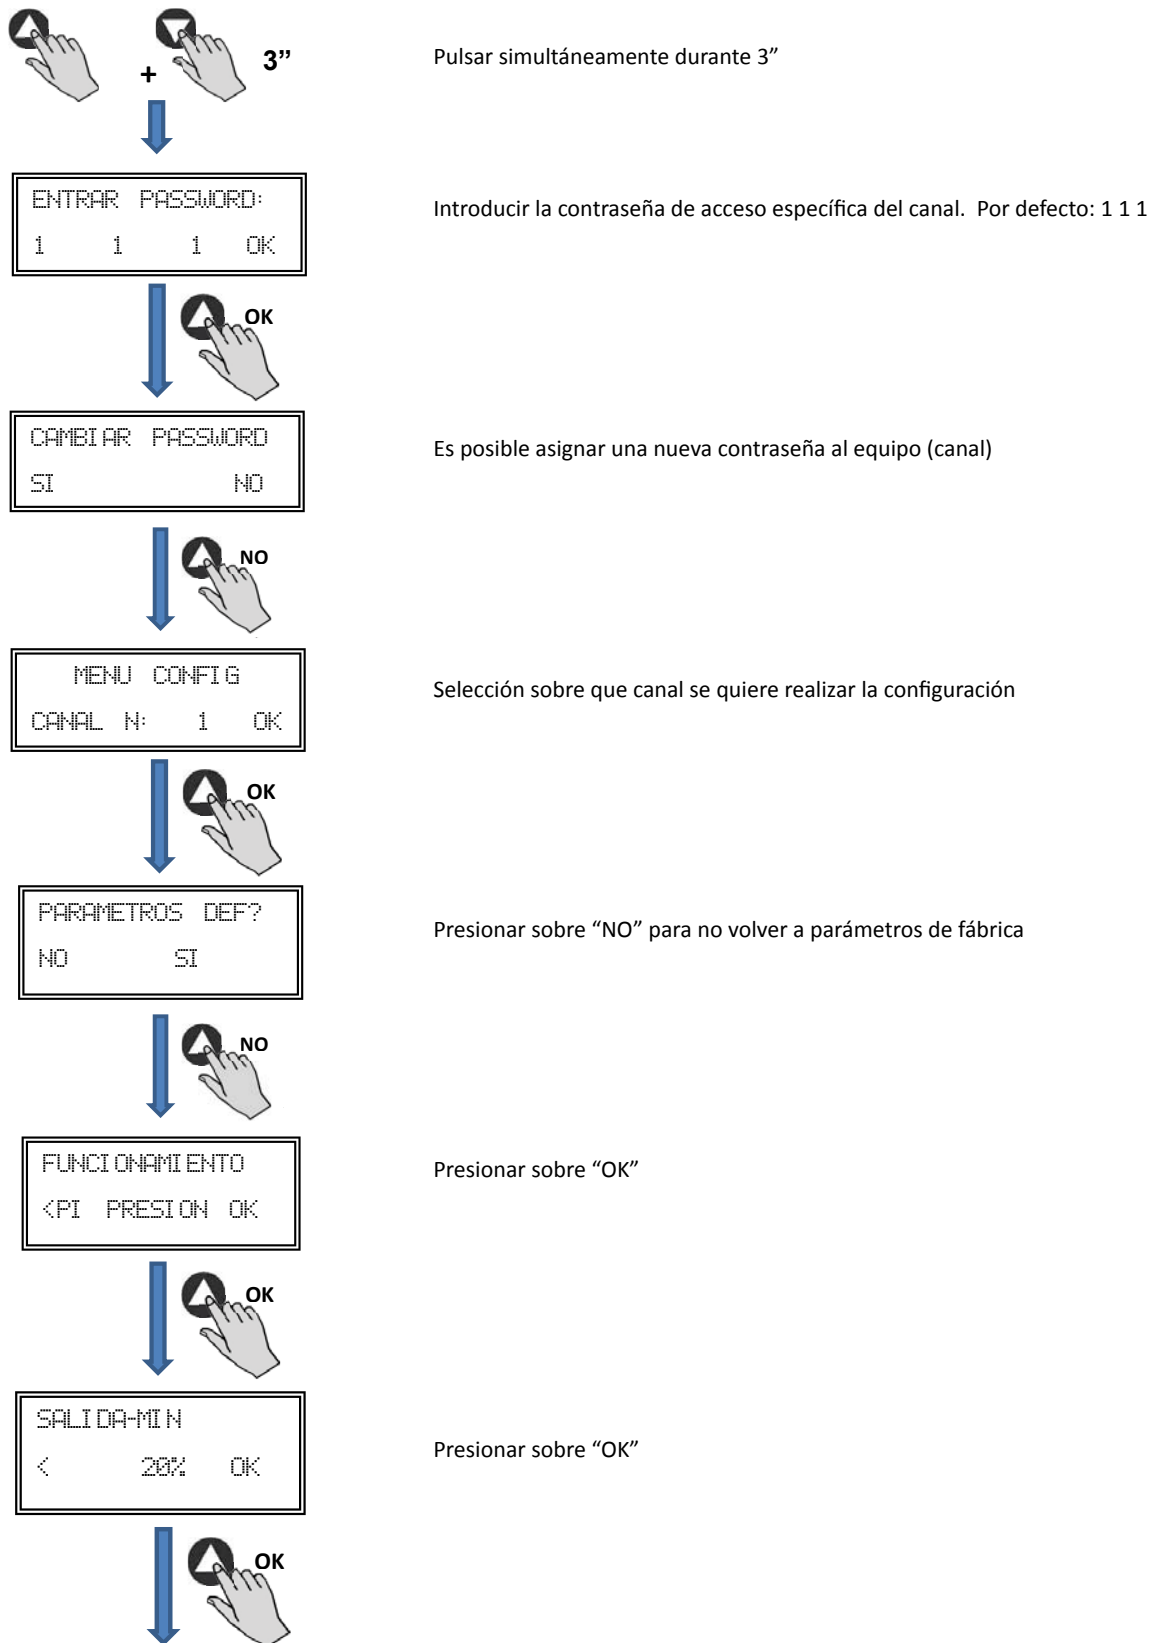 + 3”
Pulsar simultáneamente durante 3”
ENTRAR PASSWORD:
1 1 1 OK
Introducir la contraseña de acceso específica del canal. Por defecto: 1 1 1
OK
CAMBIAR PASSWORD
SI NO
Es posible asignar una nueva contraseña al equipo (canal)
NO
MENU CONFIG
CANAL N: 1 OK
Selección sobre que canal se quiere realizar la configuración
OK
PARAMETROS DEF?
NO SI
Presionar sobre “NO” para no volver a parámetros de fábrica
NO
FUNCIONAMIENTO
<PI PRESION OK
Presionar sobre “OK”
OK
SALIDA-MIN
< 20% OK
Presionar sobre “OK”
OK